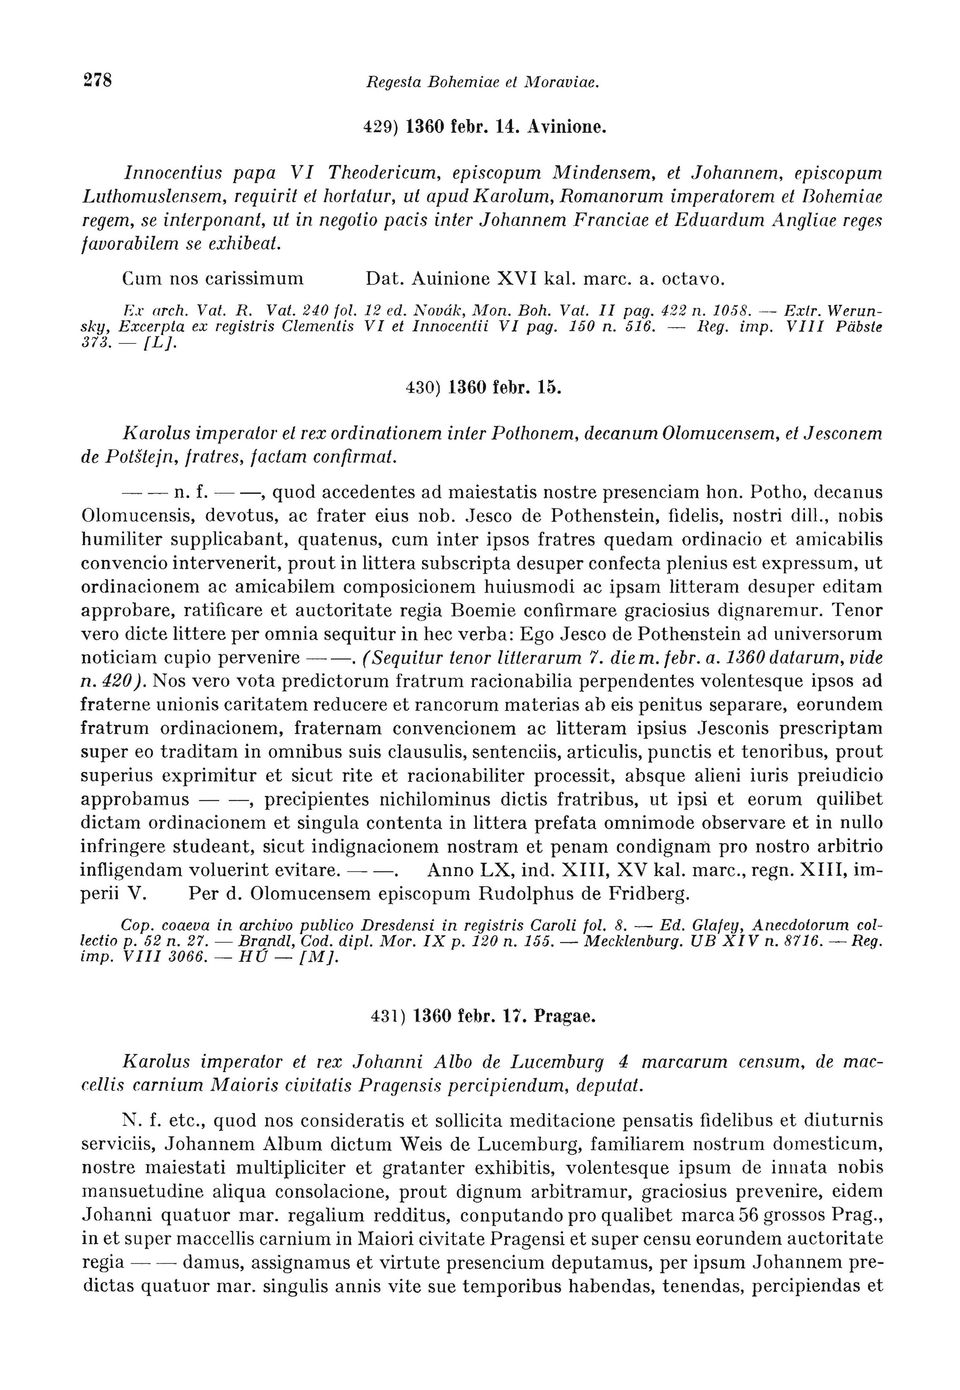 278 Regesta Bohemiae et Moraviae.
429) 1360 febr. 14. Avinione.
Innocentius papa VI Theodericum, episcopum Mindensem, et Johannem, episcopum
Luthomuslensem, requirit et hortatur, ut apud Karolum, Romanorum imperatorem et Bohemiae
regem, se interponant, ut in negotio pacis inter Johannem Franciae et Eduardum Angliae reges
favorabilem se exhibeat.
Cum nos carissimum Dat. Auinione XVI kal. marc. a. octavo.
Ex arch. Vat. R. Vat. 240 fol. 12 ed. Novák, Mon. Boh. Vat. II pag. 422 n. 1058. — Extr. Werun-
sky, Excerpta ex registris Clementis VI et Innocentii VI pag. 150 n. 516. — Reg. imp. VIII Päbste
373. — [L].
430) 1360 febr. 15.
Karolus imperator et rex ordinationem inter Pothonem, decanum Olomucensem, et Jesconem
de Potštejn, fratres, factam confirmat.
— — n. f. — —, quod accedentes ad maiestatis nostre presenciam hon. Potho, decanus
Olomucensis, devotus, ac frater eius nob. Jesco de Pothenstein, fidelis, nostri dill., nobis
humiliter supplicabant, quatenus, cum inter ipsos fratres quedam ordinacio et amicabilis
convencio intervenerit, prout in littera subscripta desuper confecta plenius est expressum, ut
ordinacionem ac amicabilem composicionem huiusmodi ac ipsam litteram desuper editam
approbare, ratificare et auctoritate regia Boemie confirmare graciosius dignaremur. Tenor
vero dicte littere per omnia sequitur in hec verba: Ego Jesco de Pothenstein ad universorum
noticiam cupio pervenire — —. (Sequitur tenor litterarum 7. diem. febr. a. 1360 datarum, vide
n. 420). Nos vero vota predictorum fratrum racionabilia perpendentes volentesque ipsos ad
fraterne unionis caritatem reducere et rancorum materias ab eis penitus separare, eorundem
fratrum ordinacionem, fraternam convencionem ac litteram ipsius Jesconis prescriptam
super eo traditam in omnibus suis clausulis, sentenciis, articulis, punctis et tenoribus, prout
superius exprimitur et sicut rite et racionabiliter processit, absque alieni iuris preiudicio
approbamus — —, precipientes nichilominus dictis fratribus, ut ipsi et eorum quilibet
dictam ordinacionem et singula contenta in littera prefata omnimode observare et in nullo
infringere studeant, sicut indignacionem nostram et penam condignam pro nostro arbitrio
infligendam voluerint evitare. — —. Anno LX, ind. XIII, XV kal. marc., regn. XIII, im-
perii V. Per d. Olomucensem episcopum Rudolphus de Fridberg.
Cop. coaeva in archivo publico Dresdensi in registris Caroli fol. 8. — Ed. Glafey, Anecdotorum col-
lectio p. 52 n. 27. — Brandl, Cod. dipl. Mor. IX p. 120 n. 155. — Mecklenburg. UB XIV n. 8716. — Reg.
imp. VIII 3066. — HÚ — [M].
431) 1360 febr. 17. Pragae.
Karolus imperator et rex Johanni Albo de Lucemburg 4 marcarum censum, de mac-
cellis carnium Maioris civitatis Pragensis percipiendum, deputat.
N. f. etc., quod nos consideratis et sollicita meditacione pensatis fidelibus et diuturnis
serviciis, Johannem Album dictum Weis de Lucemburg, familiarem nostrum domesticum,
nostre maiestati multipliciter et gratanter exhibitis, volentesque ipsum de innata nobis
mansuetudine aliqua consolacione, prout dignum arbitramur, graciosius prevenire, eidem
Johanni quatuor mar. regalium redditus, conputando pro qualibet marca 56 grossos Prag.,
in et super maccellis carnium in Maiori civitate Pragensi et super censu eorundem auctoritate
regia — — damus, assignamus et virtute presencium deputamus, per ipsum Johannem pre-
dictas quatuor mar. singulis annis vite sue temporibus habendas, tenendas, percipiendas et